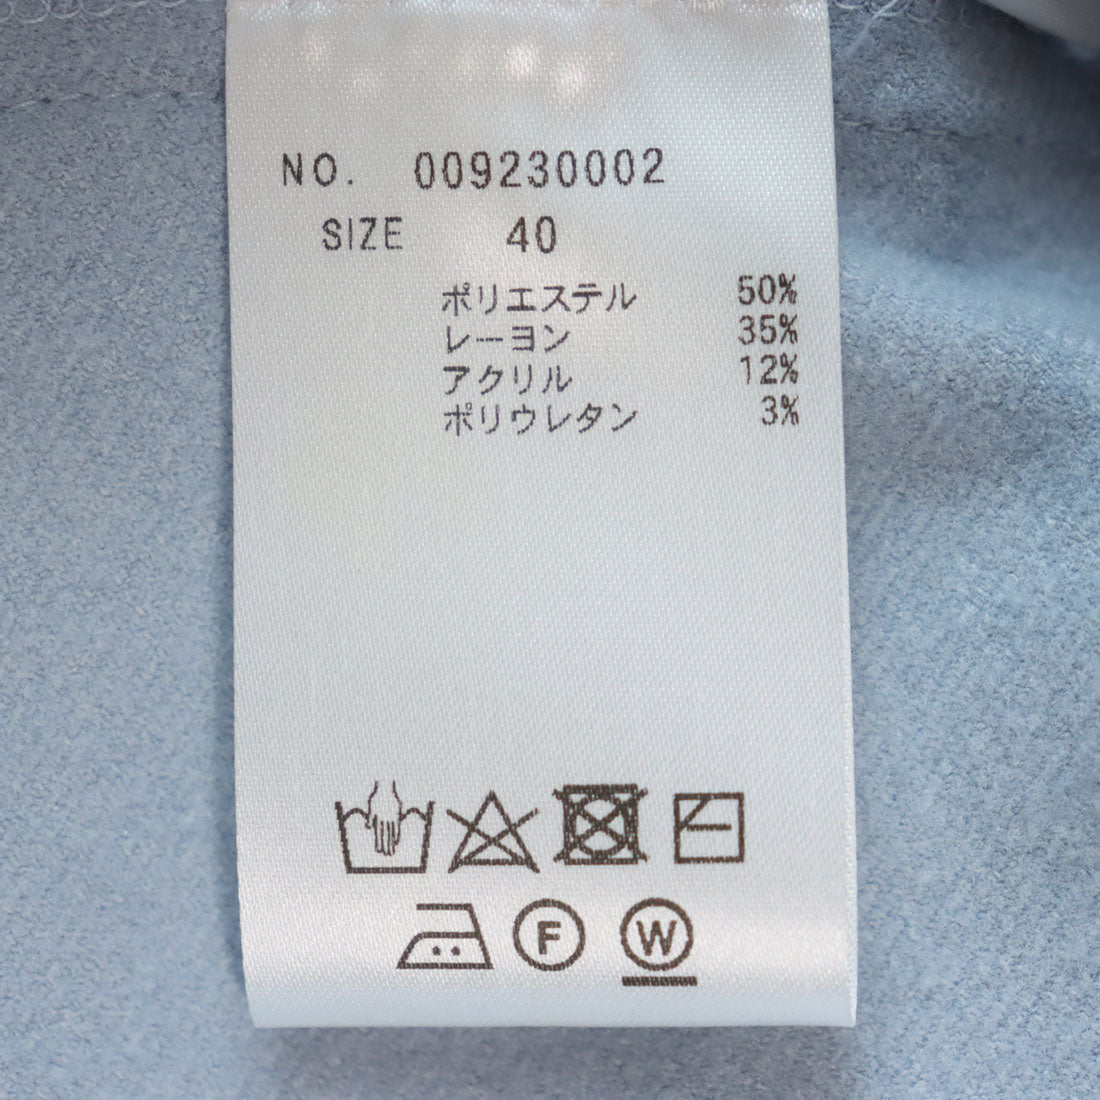 NO. 009230002
SIZE 40
ポリエステル 50%
レーヨン 35%
アクリル 12%
ポリウレタン 3%
F W